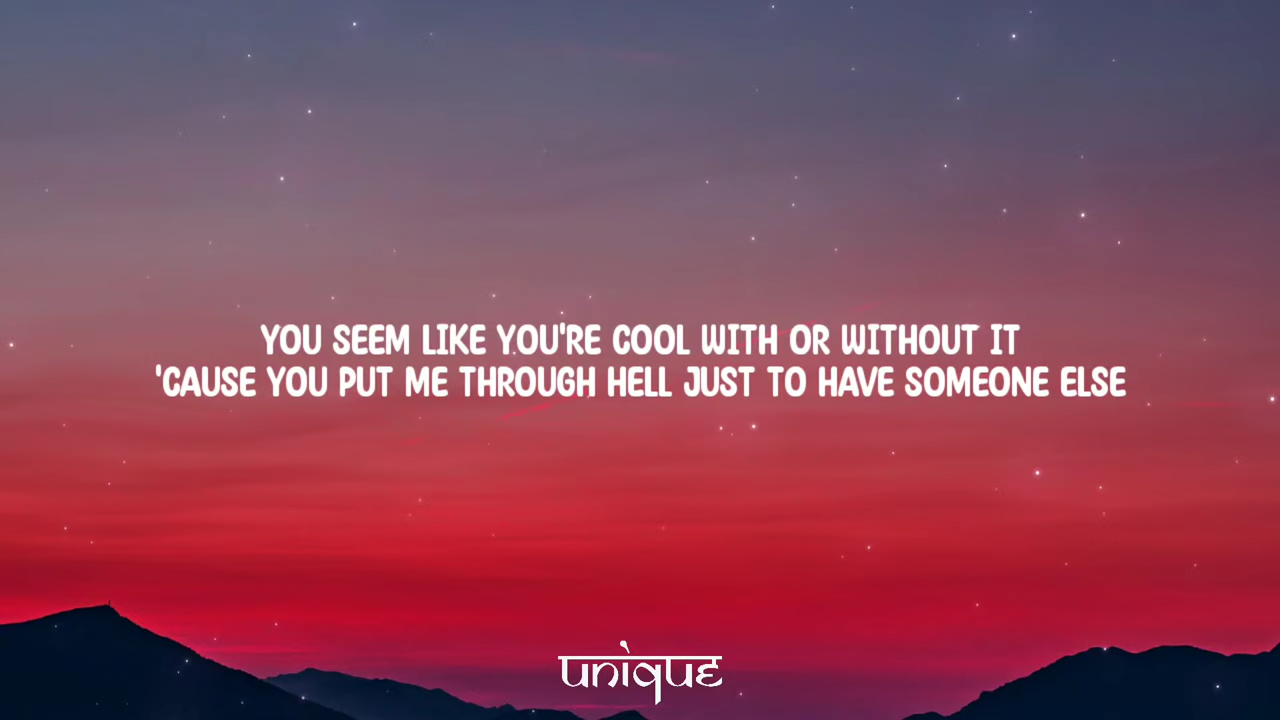 YOU SEEM LIKE YOU'RE COOL WITH OR WITHOUT IT
'CAUSE YOU PUT ME THROUGH HELL JUST TO HAVE SOMEONE ELSE
UNIQUE